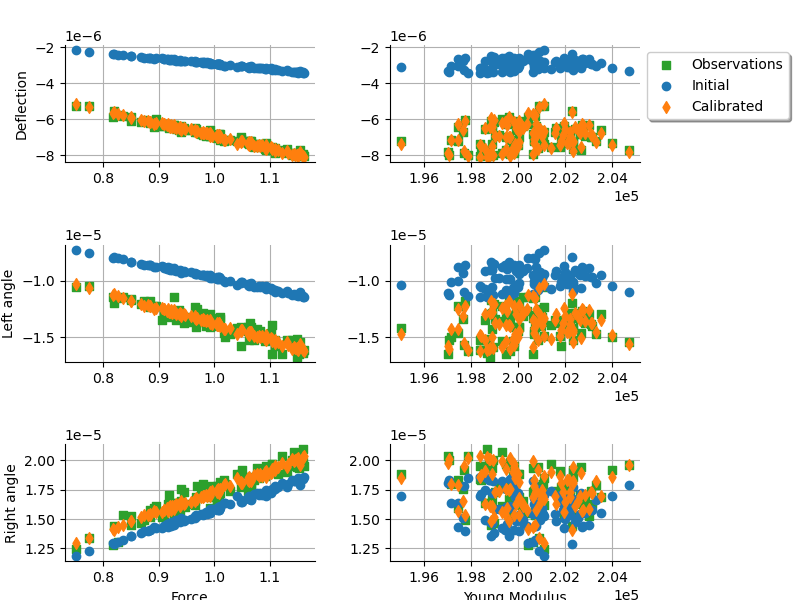 1e−6
−2
−4
−6
−8
Deflection
0.8 0.9 1.0 1.1
1e−6
−2
−4
−6
−8
1.96 1.98 2.00 2.02 2.04
1e5
Observations
Initial
Calibrated
1e−5
−1.0
−1.5
Left angle
0.8 0.9 1.0 1.1
1e−5
−1.0
−1.5
1.96 1.98 2.00 2.02 2.04
1e5
1e−5
2.00
1.75
1.50
1.25
Right angle
0.8 0.9 1.0 1.1
Force
1e−5
2.00
1.75
1.50
1.25
1.96 1.98 2.00 2.02 2.04
1e5
Young Modulus